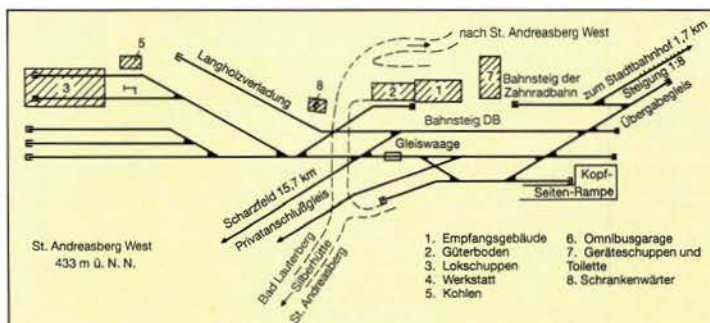 5
nach St. Andreasberg West
zum Stadtbahnhof 1,7 km
Steigung 1:8
Übergabegleis
Langholzverladung
3
8
2
1
7
Bahnsteig der
Zahnradbahn
Bahnsteig DB
Gleiswaage
Scharzfeld 15,7 km
Privatanschlußgleis
Kopf-
Seiten-Rampe
Bad Lauterberg
Silberhütte
St. Andreasberg
St. Andreasberg West
433 m ü. N. N.
1. Empfangsgebäude
2. Güterboden
3. Lokschuppen
4. Werkstatt
5. Kohlen
6. Omnibusgarage
7. Geräteschuppen und
Toilette
8. Schrankenwärter